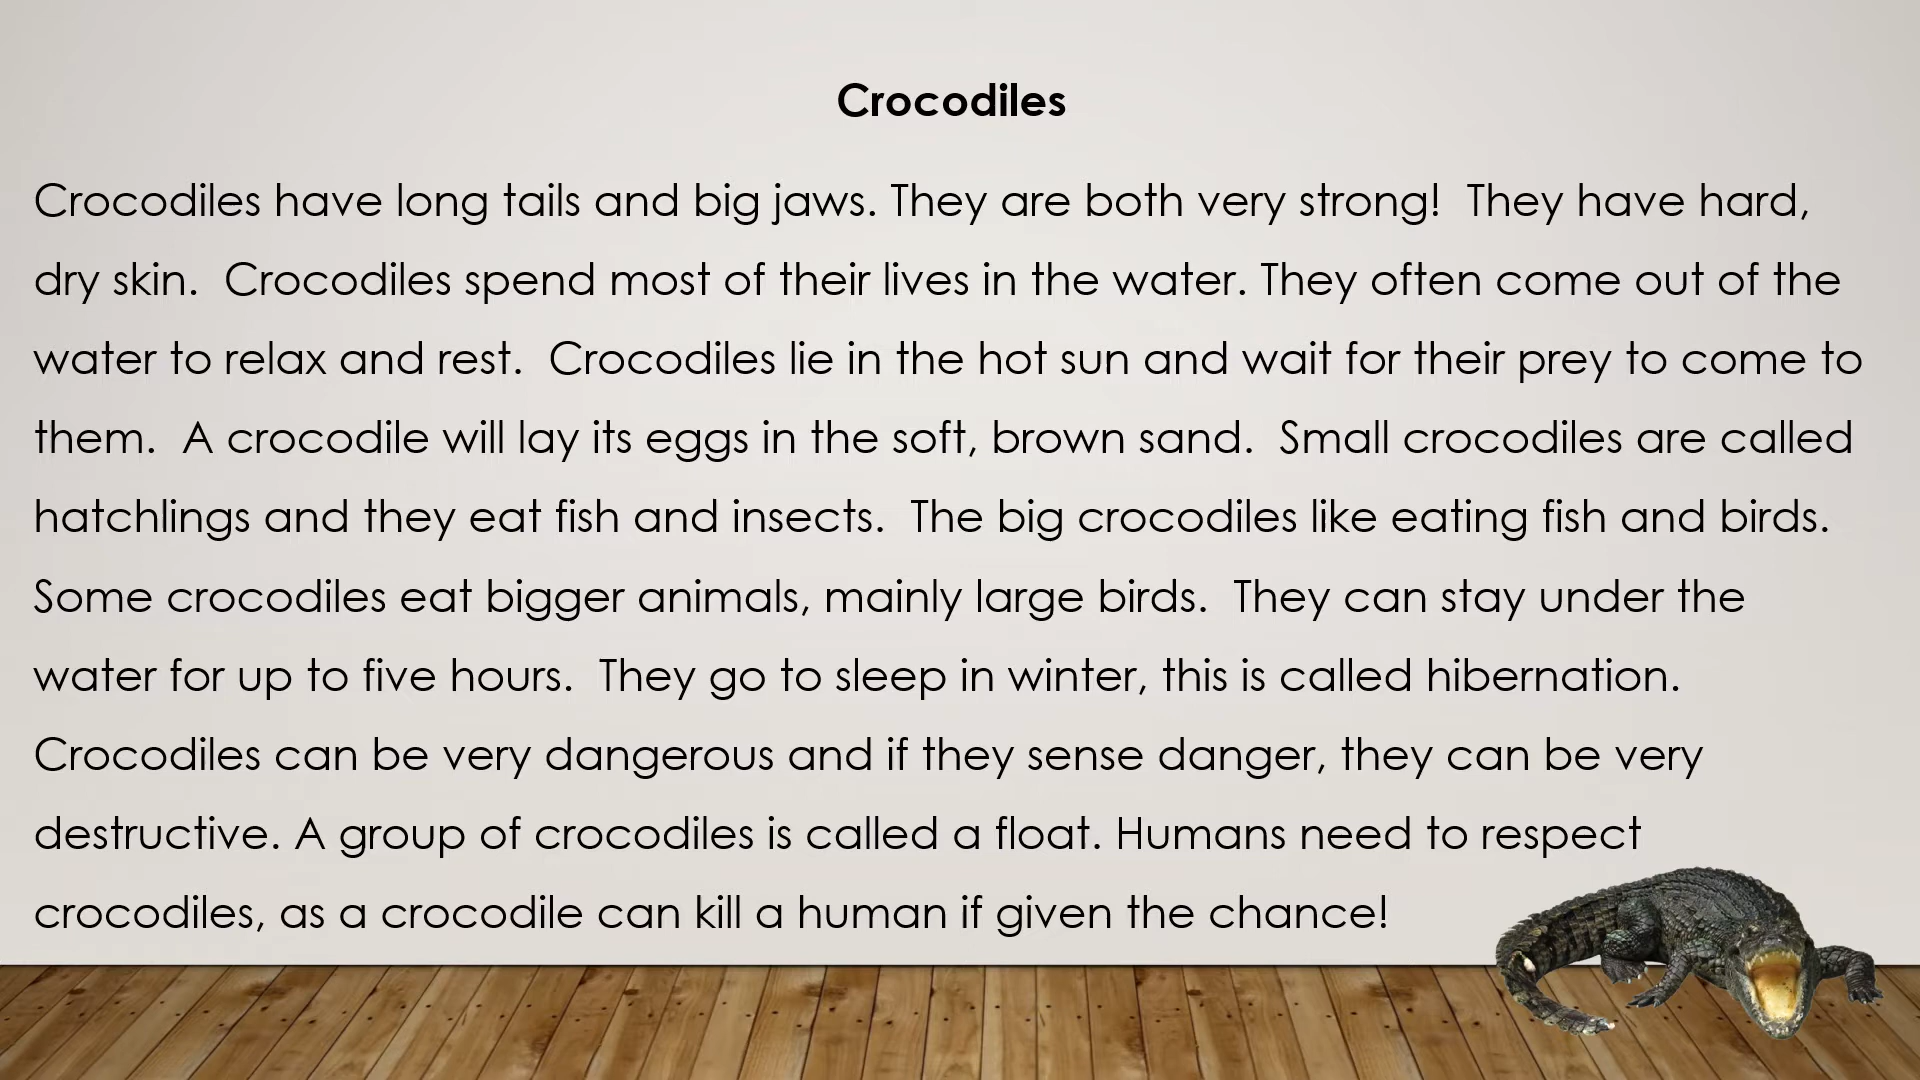 Crocodiles
Crocodiles have long tails and big jaws. They are both very strong!  They have hard,
dry skin.  Crocodiles spend most of their lives in the water. They often come out of the
water to relax and rest.  Crocodiles lie in the hot sun and wait for their prey to come to
them.  A crocodile will lay its eggs in the soft, brown sand.  Small crocodiles are called
hatchlings and they eat fish and insects.  The big crocodiles like eating fish and birds.
Some crocodiles eat bigger animals, mainly large birds.  They can stay under the
water for up to five hours.  They go to sleep in winter, this is called hibernation.
Crocodiles can be very dangerous and if they sense danger, they can be very
destructive. A group of crocodiles is called a float. Humans need to respect
crocodiles, as a crocodile can kill a human if given the chance!